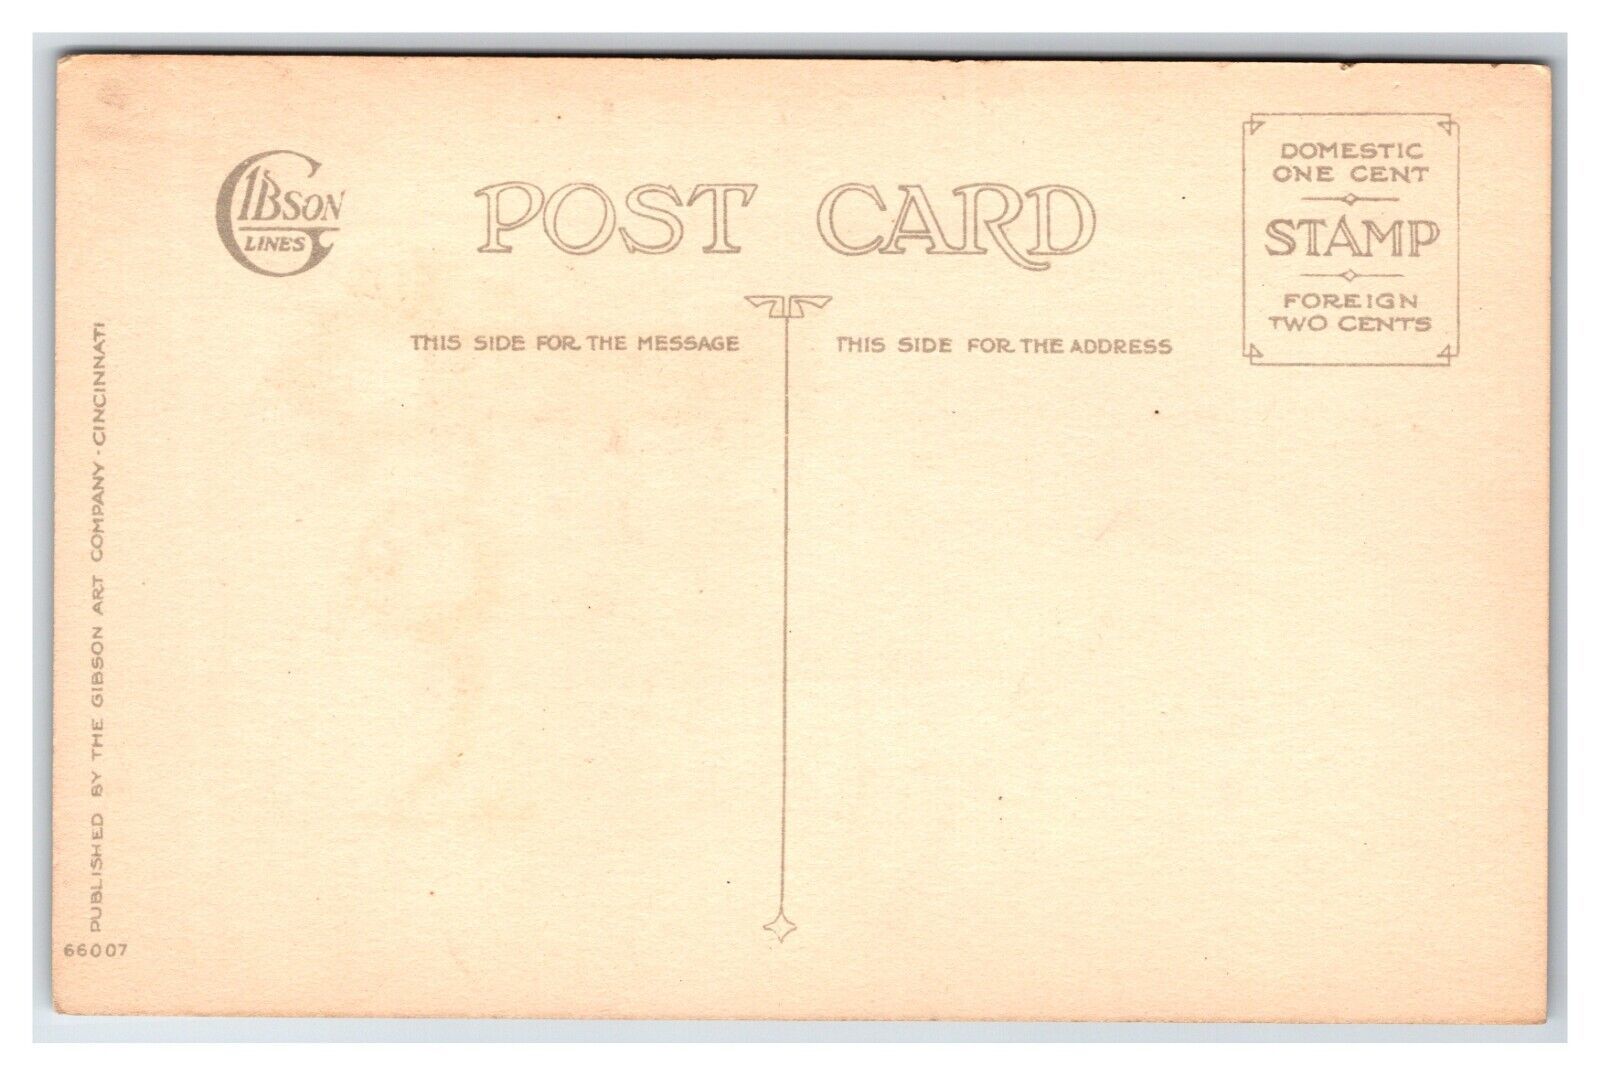 GIBSON
LINES
POST CARD
DOMESTIC
ONE CENT
STAMP
FOREIGN
TWO CENTS
THIS SIDE FOR THE MESSAGE
THIS SIDE FOR THE ADDRESS
PUBLISHED BY THE GIBSON ART COMPANY · CINCINNATI
66007